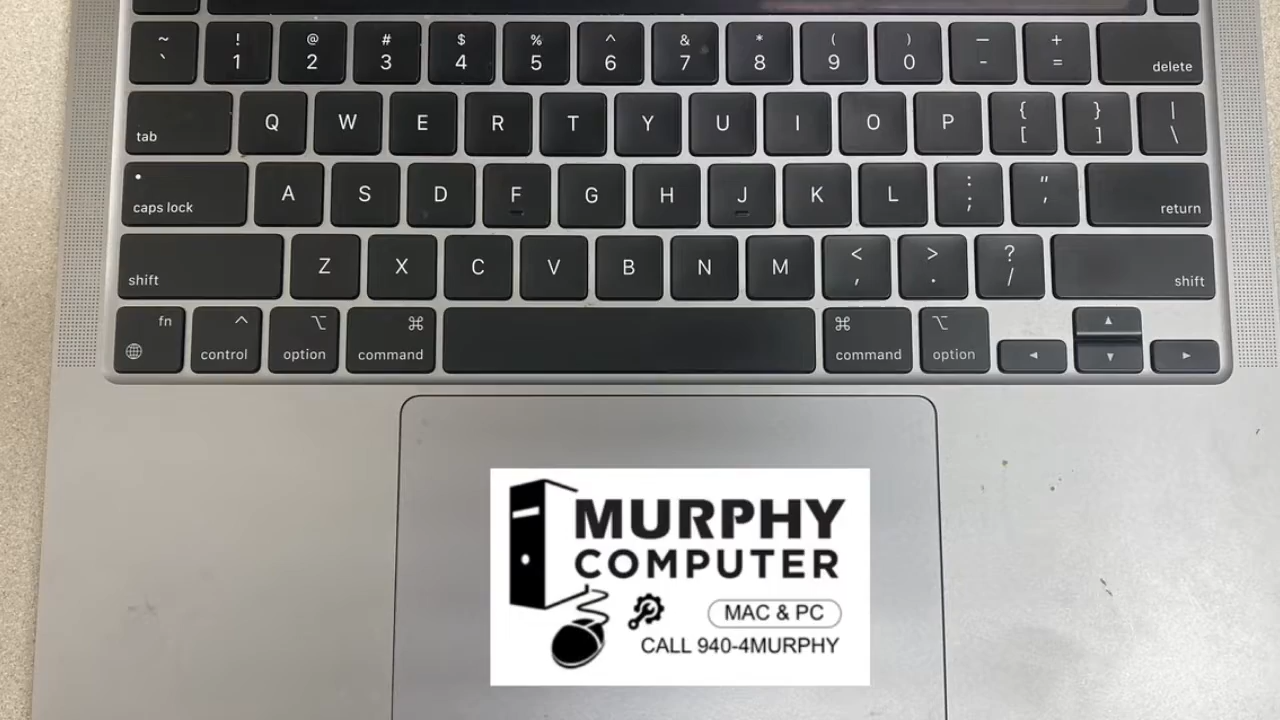 ~ ! @ # $ % ^ & * ( ) — +
` 1 2 3 4 5 6 7 8 9 0 - = delete
tab Q W E R T Y U I O P { [ } ] | \
caps lock A S D F G H J K L : ; " ' return
shift Z X C V B N M < , > . ? / shift
fn ^ ⌥ ⌘ ⌘ ⌥ ▲
control option command command option ◄ ▼ ►
MURPHY
COMPUTER
MAC & PC
CALL 940-4MURPHY